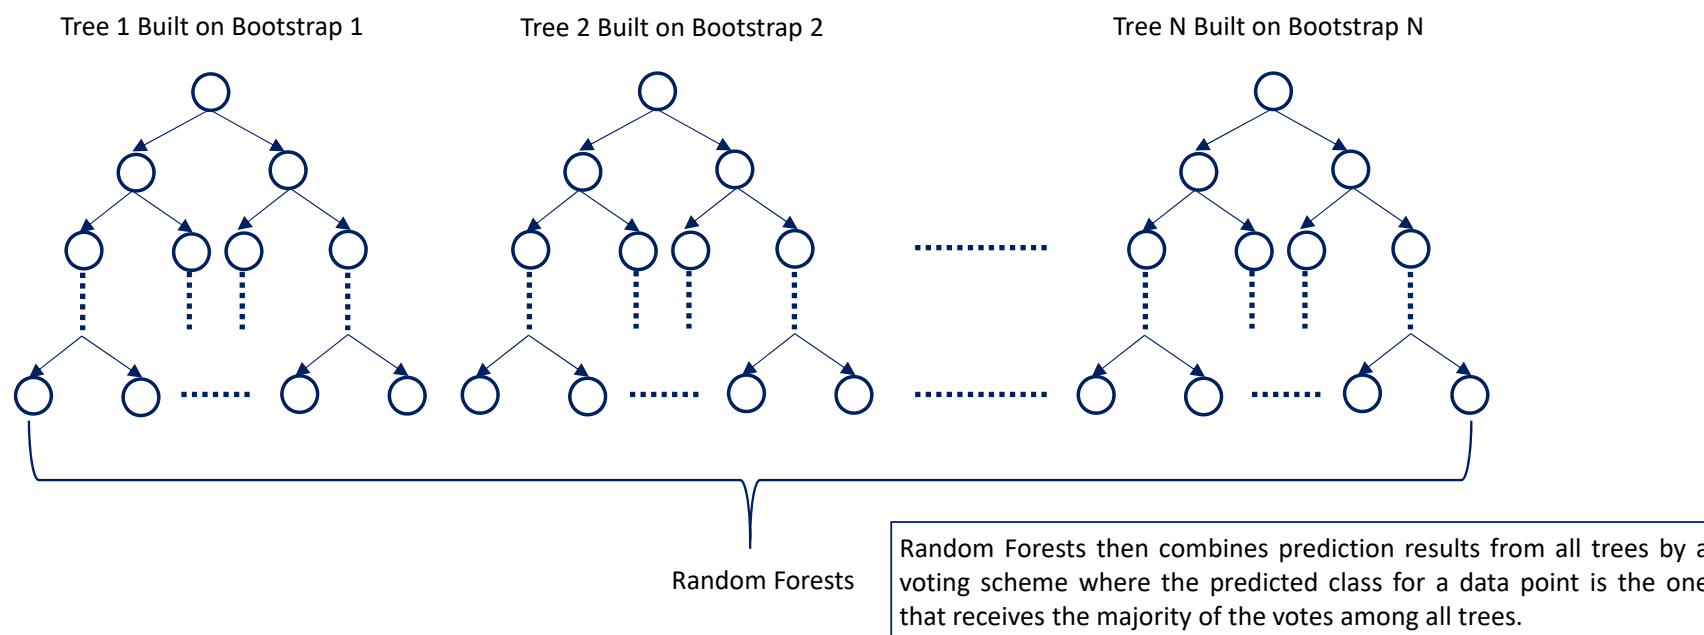 Tree 1 Built on Bootstrap 1
Tree 2 Built on Bootstrap 2
Tree N Built on Bootstrap N
Random Forests
Random Forests then combines prediction results from all trees by a
voting scheme where the predicted class for a data point is the one
that receives the majority of the votes among all trees.